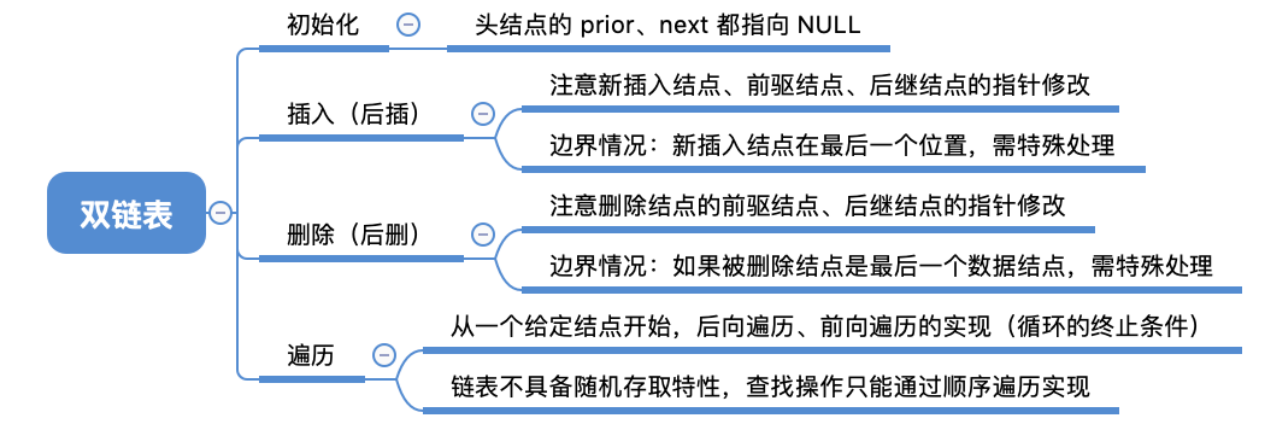 双链表
初始化
头结点的 prior、next 都指向 NULL
插入（后插）
注意新插入结点、前驱结点、后继结点的指针修改
边界情况：新插入结点在最后一个位置，需特殊处理
删除（后删）
注意删除结点的前驱结点、后继结点的指针修改
边界情况：如果被删除结点是最后一个数据结点，需特殊处理
遍历
从一个给定结点开始，后向遍历、前向遍历的实现（循环的终止条件）
链表不具备随机存取特性，查找操作只能通过顺序遍历实现